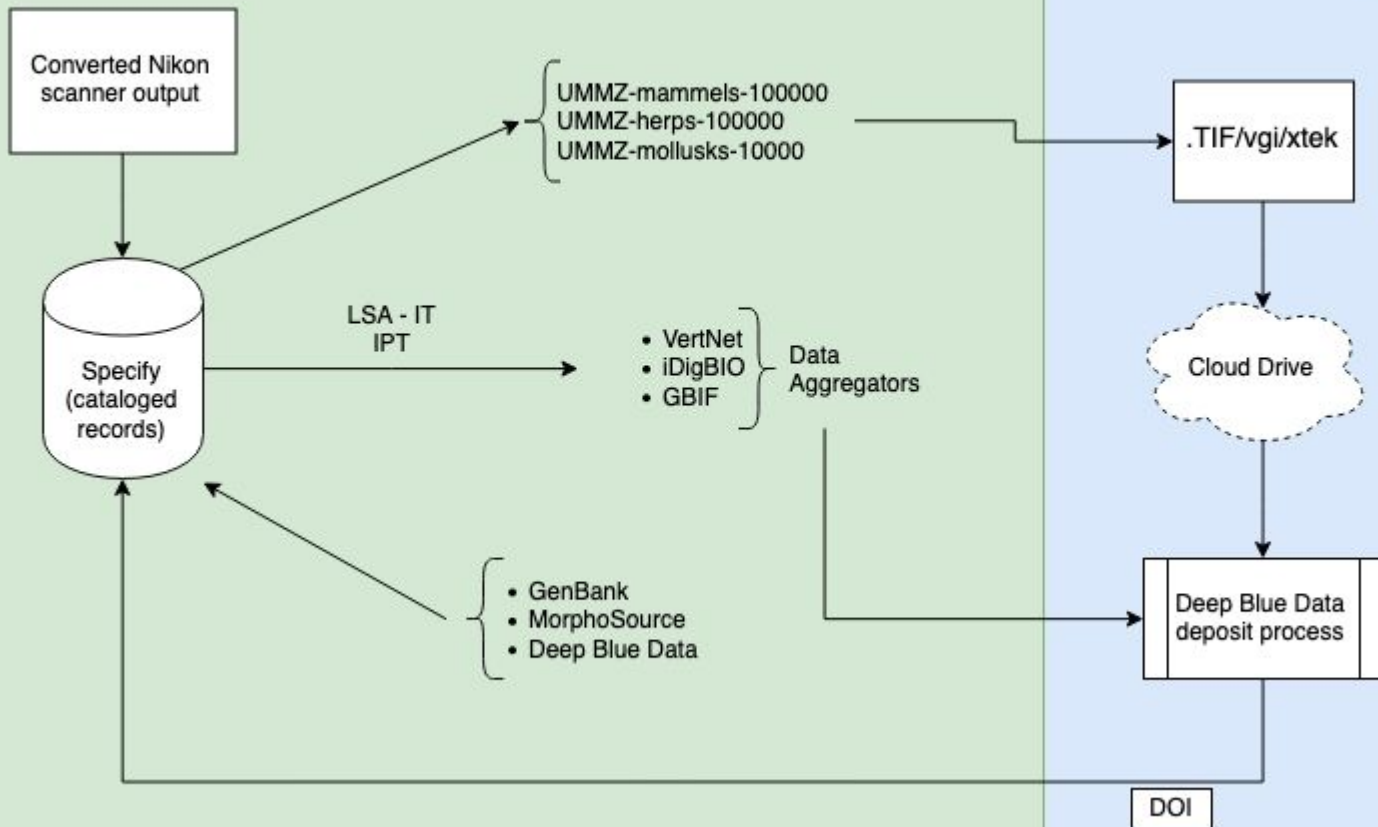 Converted Nikon
scanner output
UMMZ-mammels-100000
UMMZ-herps-100000
UMMZ-mollusks-10000
.TIF/vgi/xtek
LSA - IT
IPT
Specify
(cataloged
records)
• VertNet
• iDigBIO
• GBIF
Data
Aggregators
Cloud Drive
• GenBank
• MorphoSource
• Deep Blue Data
Deep Blue Data
deposit process
DOI